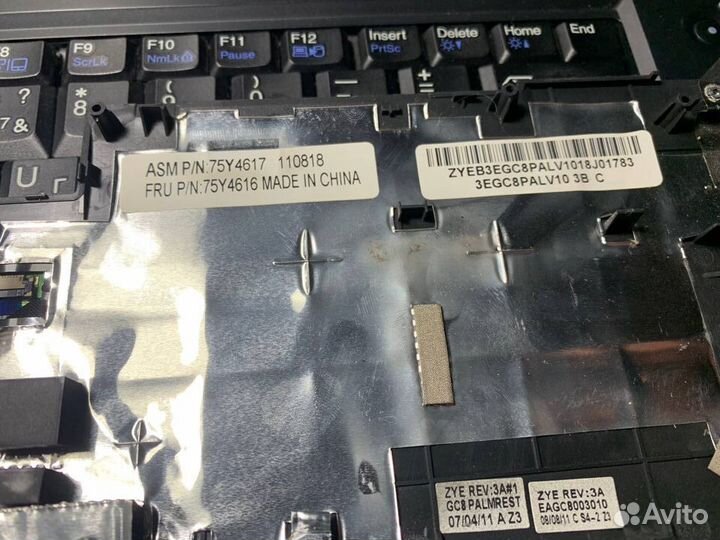 F8
F9
ScrLk
F10
NmLk
F11
Pause
F12
Insert
PrtSc
Delete
Home
End
?
7 &
*
8
(
)
—
=
+
=
U г
ASM P/N:75Y4617 110818
FRU P/N:75Y4616 MADE IN CHINA
ZYEB3EGC8PALV1018J01783
3EGC8PALV10 3B C
ZYE REV:3A#1
GC8 PALMREST
07/04/11 A Z3
ZYE REV:3A
EAGC8003010
08/08/11 C S4-2 Z3
Avito